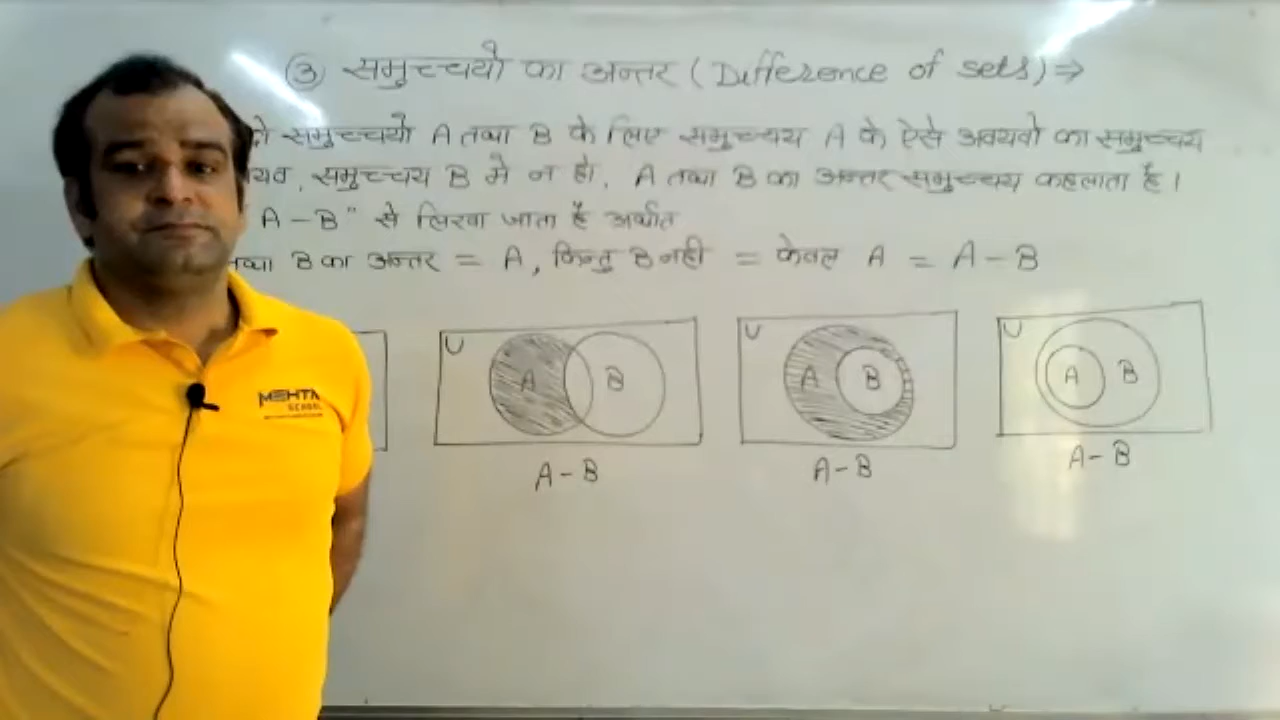 ③ समुच्चयो का अन्तर (Difference of sets) ⇒
समुच्चयो A तथा B के लिए समुच्चय A के ऐसे अवयवो का समुच्चय
समुच्चय B मे न हो, A तथा B का अन्तर समुच्चय कहलाता है।
A - B" से लिखा जाता है अर्थात
तथा B का अन्तर = A, किन्तु B नही = केवल A = A - B
U A B
U A B
U A B
A - B
A - B
A - B
MEHTA
SCHOOL